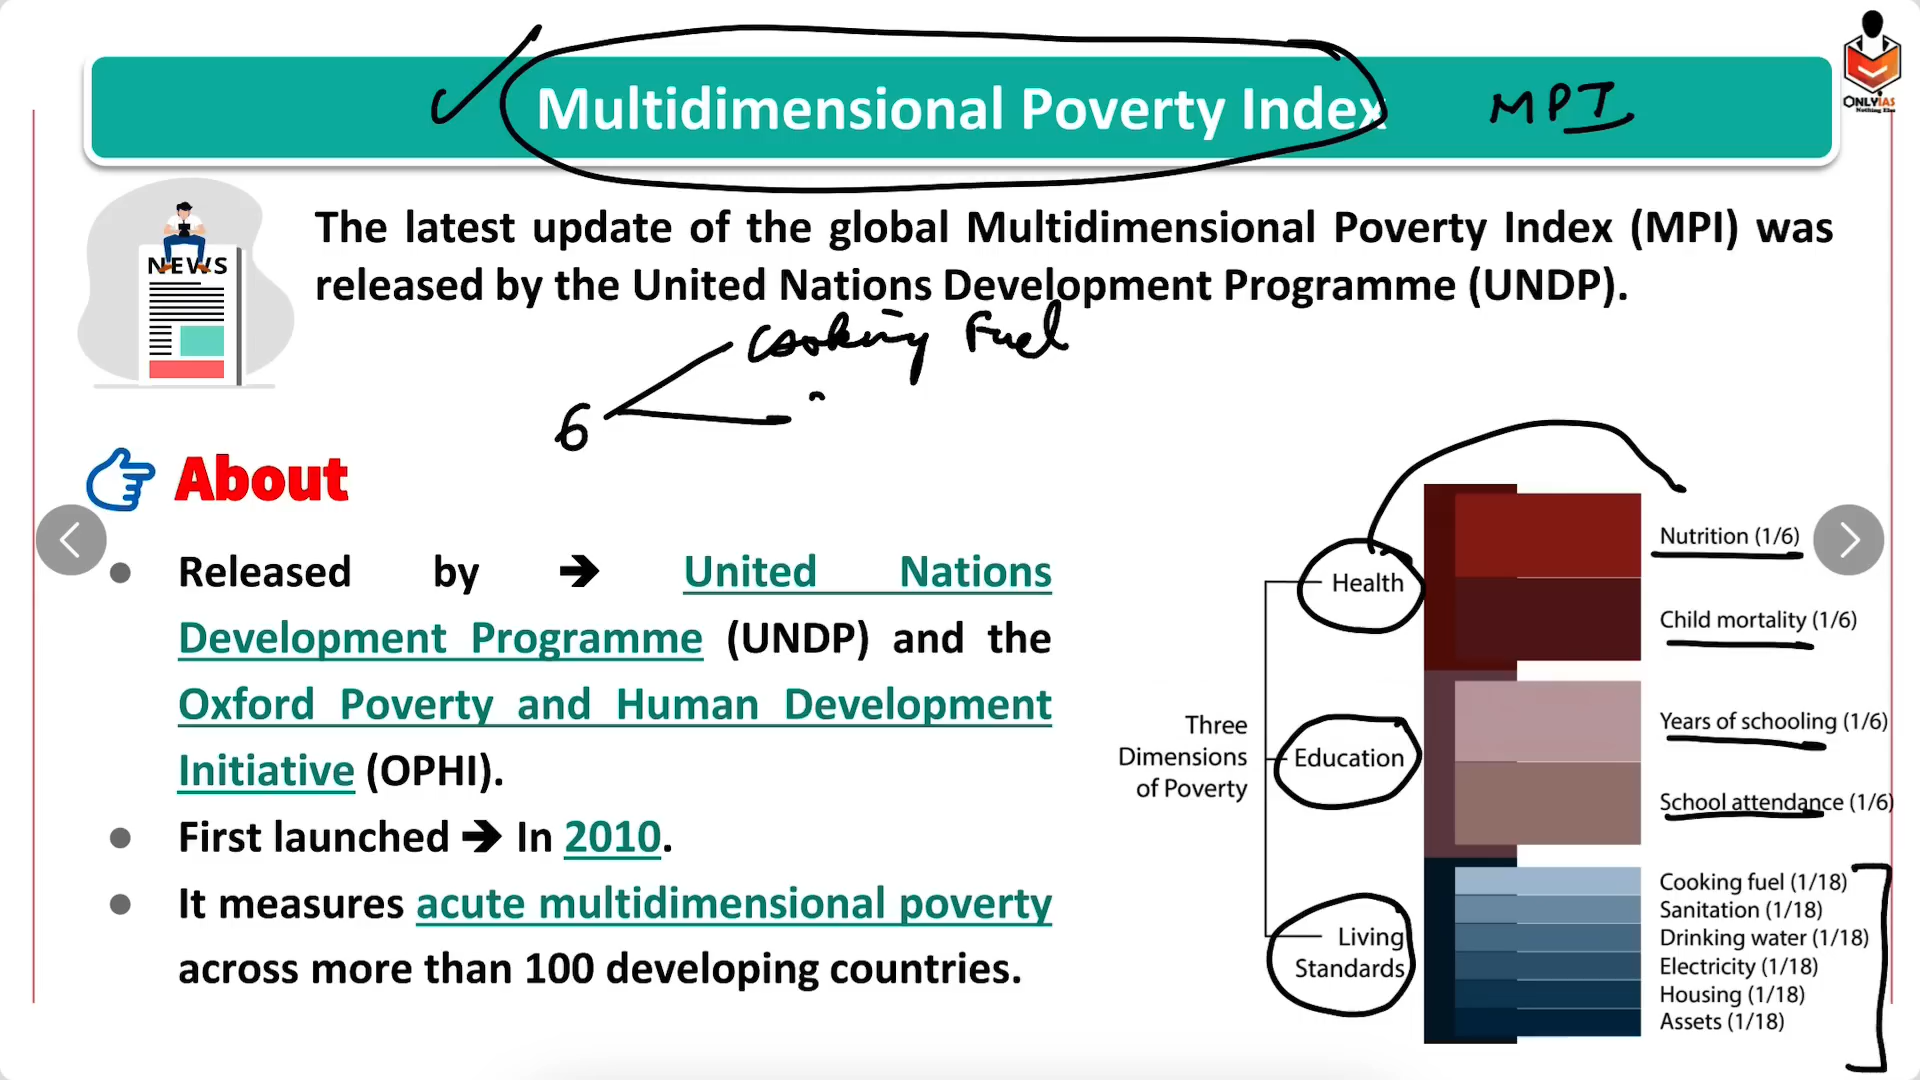 Multidimensional Poverty Index
MPI
ONLYIAS
Nothing Else
NEWS
The latest update of the global Multidimensional Poverty Index (MPI) was
released by the United Nations Development Programme (UNDP).
Cooking Fuel
6
About
Released by → United Nations
Development Programme (UNDP) and the
Oxford Poverty and Human Development
Initiative (OPHI).
First launched → In 2010.
It measures acute multidimensional poverty
across more than 100 developing countries.
Three
Dimensions
of Poverty
Health
Education
Living
Standards
Nutrition (1/6)
Child mortality (1/6)
Years of schooling (1/6)
School attendance (1/6)
Cooking fuel (1/18)
Sanitation (1/18)
Drinking water (1/18)
Electricity (1/18)
Housing (1/18)
Assets (1/18)